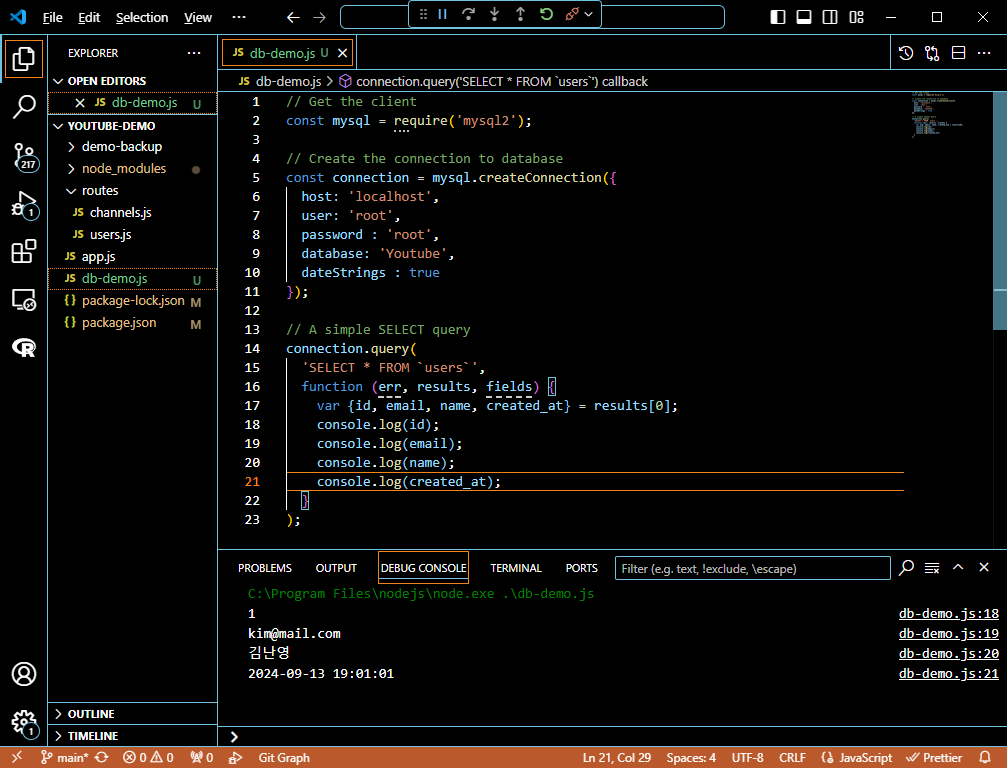 File Edit Selection View ...
EXPLORER ...
OPEN EDITORS
JS db-demo.js U
YOUTUBE-DEMO
demo-backup
node_modules
routes
JS channels.js
JS users.js
JS app.js
JS db-demo.js U
{} package-lock.json M
{} package.json M
OUTLINE
TIMELINE
217
1
1
JS db-demo.js U
JS db-demo.js > connection.query('SELECT * FROM `users`') callback
1 // Get the client
2 const mysql = require('mysql2');
3
4 // Create the connection to database
5 const connection = mysql.createConnection({
6 host: 'localhost',
7 user: 'root',
8 password : 'root',
9 database: 'Youtube',
10 dateStrings : true
11 });
12
13 // A simple SELECT query
14 connection.query(
15 'SELECT * FROM `users`',
16 function (err, results, fields) {
17 var {id, email, name, created_at} = results[0];
18 console.log(id);
19 console.log(email);
20 console.log(name);
21 console.log(created_at);
22 }
23 );
PROBLEMS OUTPUT DEBUG CONSOLE TERMINAL PORTS Filter (e.g. text, !exclude, \escape)
C:\Program Files\nodejs\node.exe .\db-demo.js
1 db-demo.js:18
kim@mail.com db-demo.js:19
김난영 db-demo.js:20
2024-09-13 19:01:01 db-demo.js:21
main* 0 0 0 Git Graph Ln 21, Col 29 Spaces: 4 UTF-8 CRLF {} JavaScript Prettier